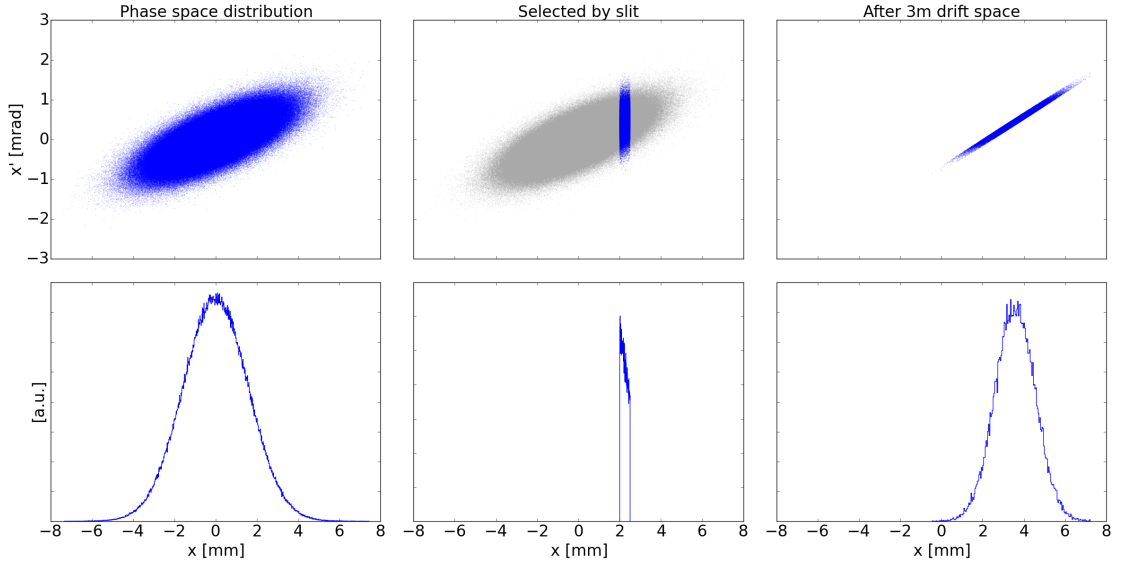 Phase space distribution
Selected by slit
After 3m drift space
3
2
1
0
−1
−2
−3
x' [mrad]
[a.u.]
−8 −6 −4 −2 0 2 4 6 8
−8 −6 −4 −2 0 2 4 6 8
−8 −6 −4 −2 0 2 4 6 8
x [mm]
x [mm]
x [mm]